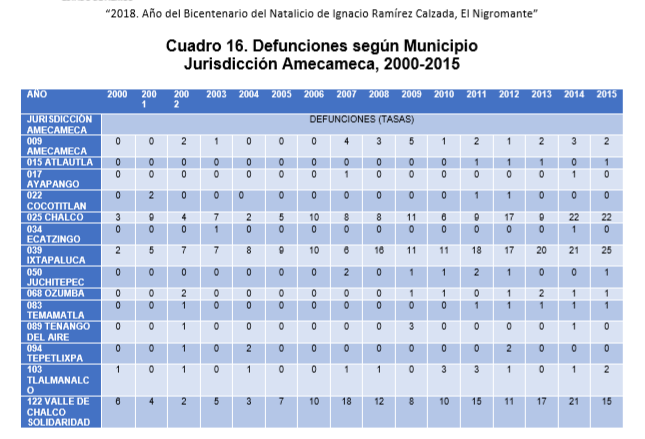 “2018. Año del Bicentenario del Natalicio de Ignacio Ramírez Calzada, El Nigromante”
Cuadro 16. Defunciones según Municipio
Jurisdicción Amecameca, 2000-2015
AÑO 2000 200 200 2003 2004 2005 2006 2007 2008 2009 2010 2011 2012 2013 2014 2015
1 2
JURISDICCIÓN DEFUNCIONES (TASAS)
AMECAMECA
009 0 0 2 1 0 0 0 4 3 5 1 2 1 2 3 2
AMECAMECA
015 ATLAUTLA 0 0 0 0 0 0 0 0 0 0 0 1 1 1 0 1
017 0 0 0 0 0 0 0 1 0 0 0 0 0 0 1 0
AYAPANGO
022 0 2 0 0 0 0 0 0 0 0 0 1 1 0 0 0
COCOTITLAN
025 CHALCO 3 9 4 7 2 5 10 8 8 11 6 9 17 9 22 22
034 0 0 0 1 0 0 0 0 0 0 0 0 0 0 1 0
ECATZINGO
039 2 5 7 7 8 9 10 6 16 11 11 18 17 20 21 25
IXTAPALUCA
050 0 0 0 0 0 0 0 2 0 1 1 2 1 0 0 1
JUCHITEPEC
068 OZUMBA 0 0 2 0 0 0 0 0 0 1 1 0 1 2 1 1
083 0 0 1 0 0 0 0 0 0 0 0 1 1 1 1 1
TEMAMATLA
089 TENANGO 0 0 1 0 0 0 0 0 0 3 0 0 0 0 1 0
DEL AIRE
094 0 0 1 0 2 0 0 0 0 0 0 0 2 0 0 0
TEPETLIXPA
103 1 0 1 0 1 0 0 1 1 0 3 3 1 0 1 2
TLALMANALC
O
122 VALLE DE 6 4 2 5 3 7 10 18 12 8 10 15 11 17 21 15
CHALCO
SOLIDARIDAD